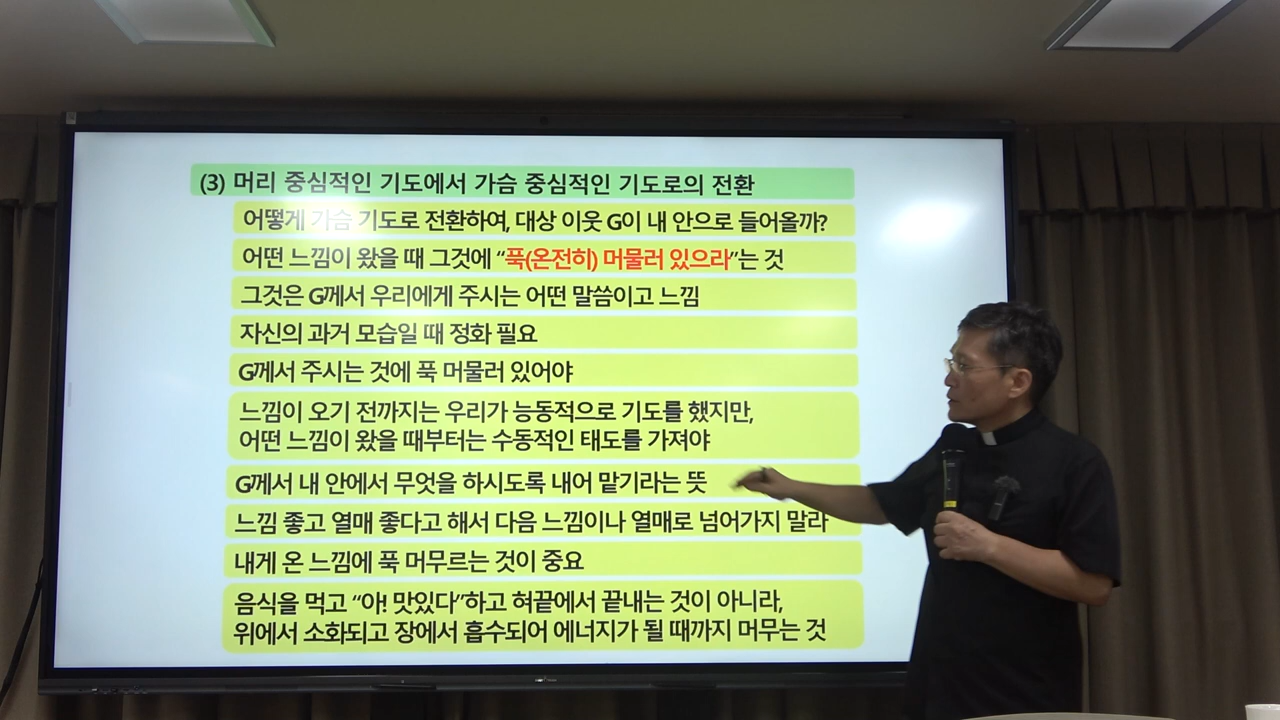 (3) 머리 중심적인 기도에서 가슴 중심적인 기도로의 전환
어떻게 가슴 기도로 전환하여, 대상 이웃 G이 내 안으로 들어올까?
어떤 느낌이 왔을 때 그것에 “푹(온전히) 머물러 있으라”는 것
그것은 G께서 우리에게 주시는 어떤 말씀이고 느낌
자신의 과거 모습일 때 정화 필요
G께서 주시는 것에 푹 머물러 있어야
느낌이 오기 전까지는 우리가 능동적으로 기도를 했지만,
어떤 느낌이 왔을 때부터는 수동적인 태도를 가져야
G께서 내 안에서 무엇을 하시도록 내어 맡기라는 뜻
느낌 좋고 열매 좋다고 해서 다음 느낌이나 열매로 넘어가지 말라
내게 온 느낌에 푹 머무르는 것이 중요
음식을 먹고 “아! 맛있다”하고 혀끝에서 끝내는 것이 아니라,
위에서 소화되고 장에서 흡수되어 에너지가 될 때까지 머무는 것